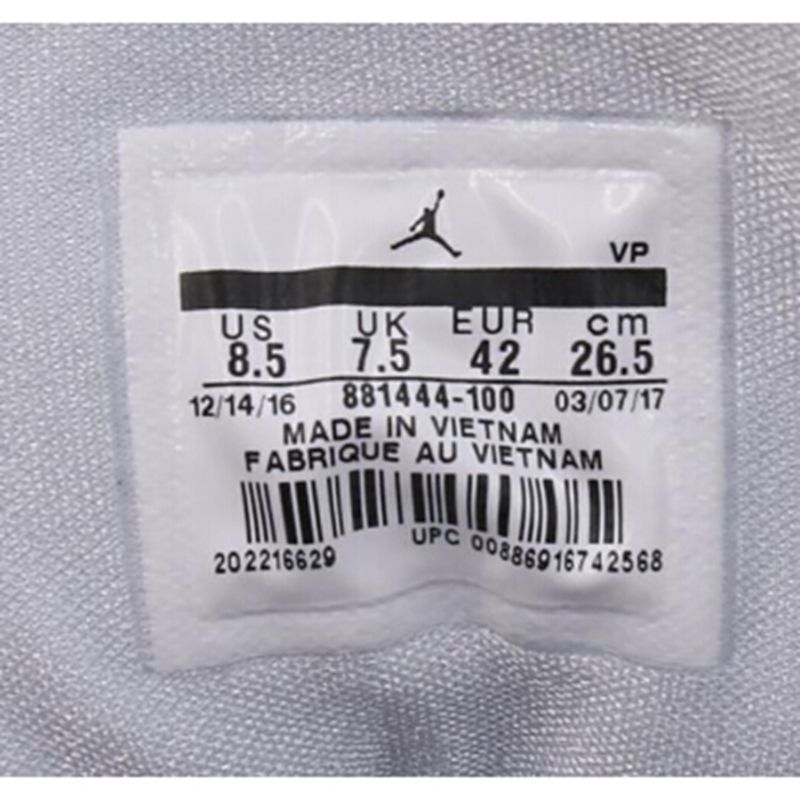 VP
US UK EUR cm
8.5 7.5 42 26.5
12/14/16 881444-100 03/07/17
MADE IN VIETNAM
FABRIQUE AU VIETNAM
202216629 UPC 00886916742568